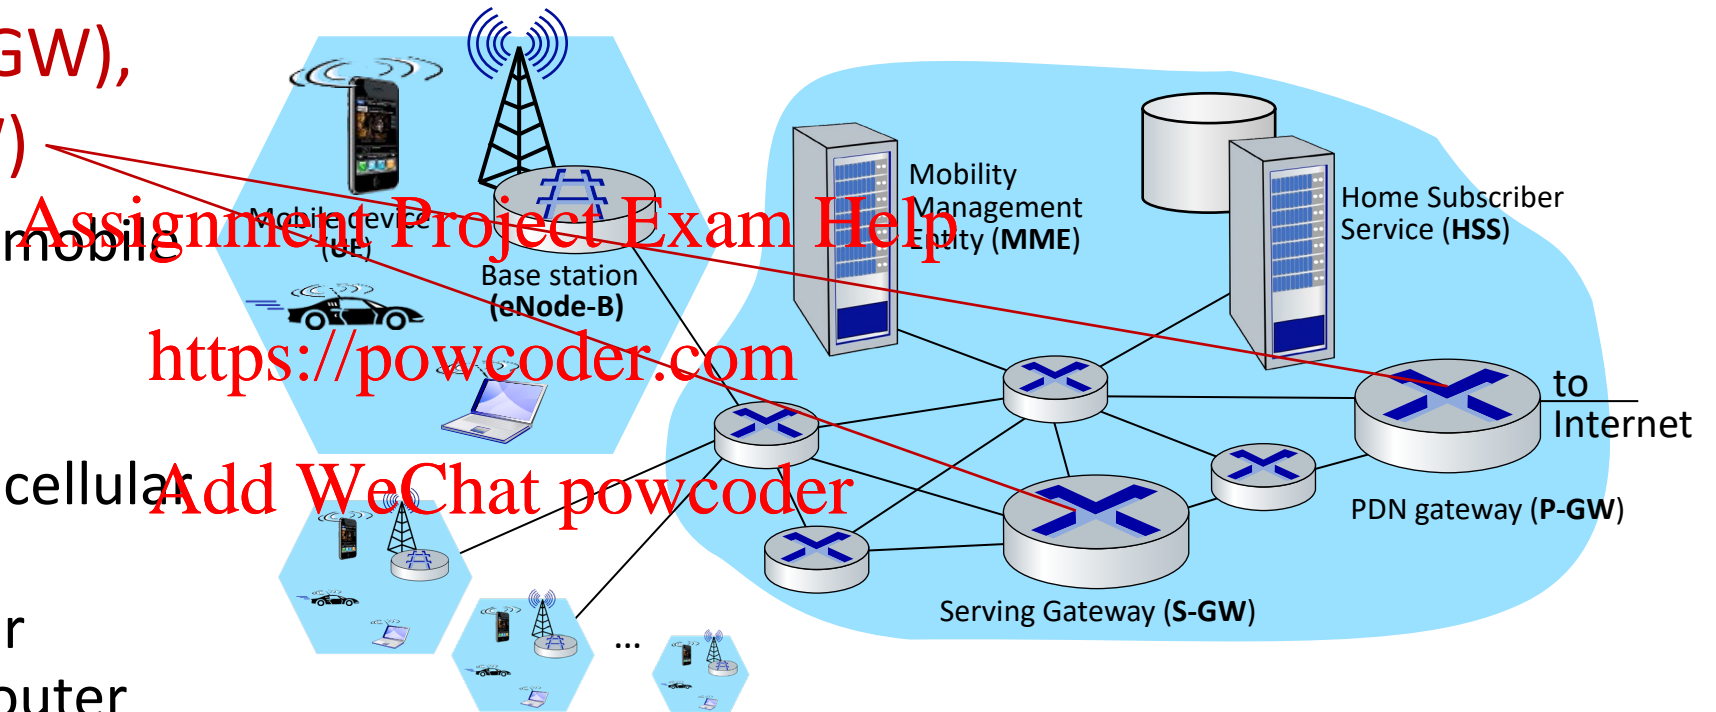 GW),
)
mobile
cellular
r
outer
Mobile device
(UE)
Base station
(eNode-B)
Mobility
Management
Entity (MME)
Home Subscriber
Service (HSS)
to
Internet
PDN gateway (P-GW)
Serving Gateway (S-GW)
...
Assignment Project Exam Help
https://powcoder.com
Add WeChat powcoder